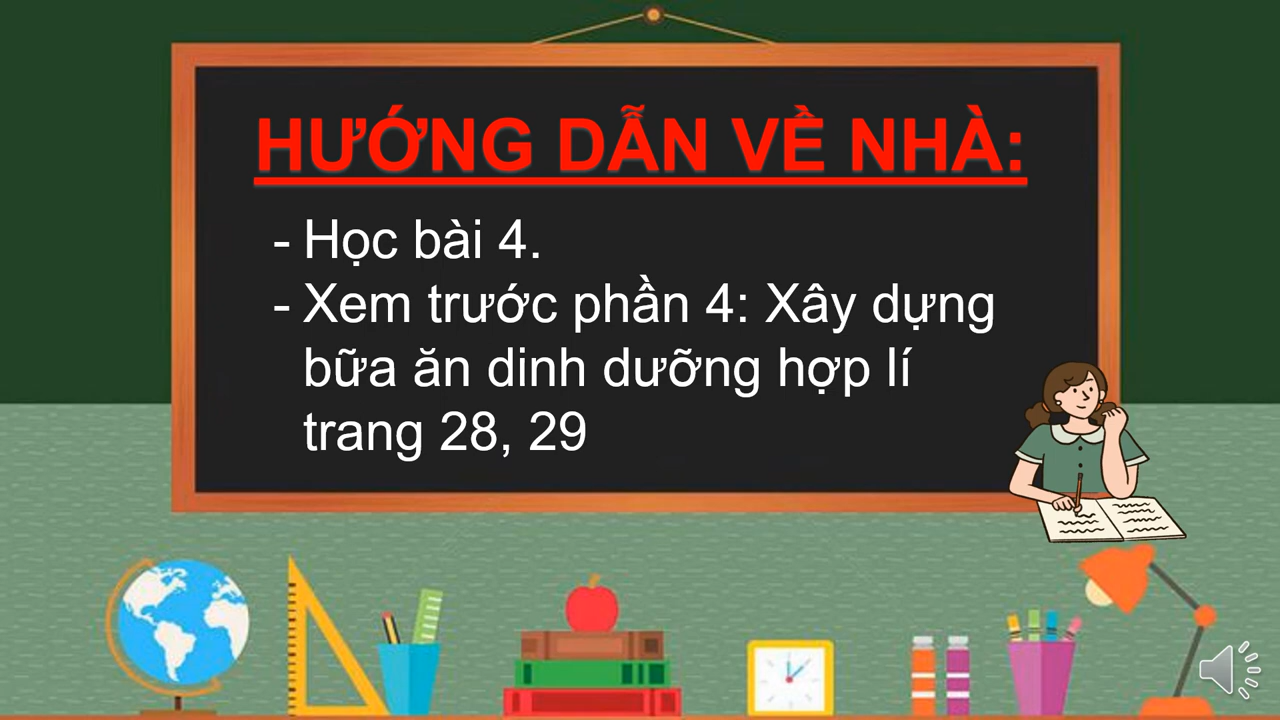 HƯỚNG DẪN VỀ NHÀ:
- Học bài 4.
- Xem trước phần 4: Xây dựng
bữa ăn dinh dưỡng hợp lí
trang 28, 29